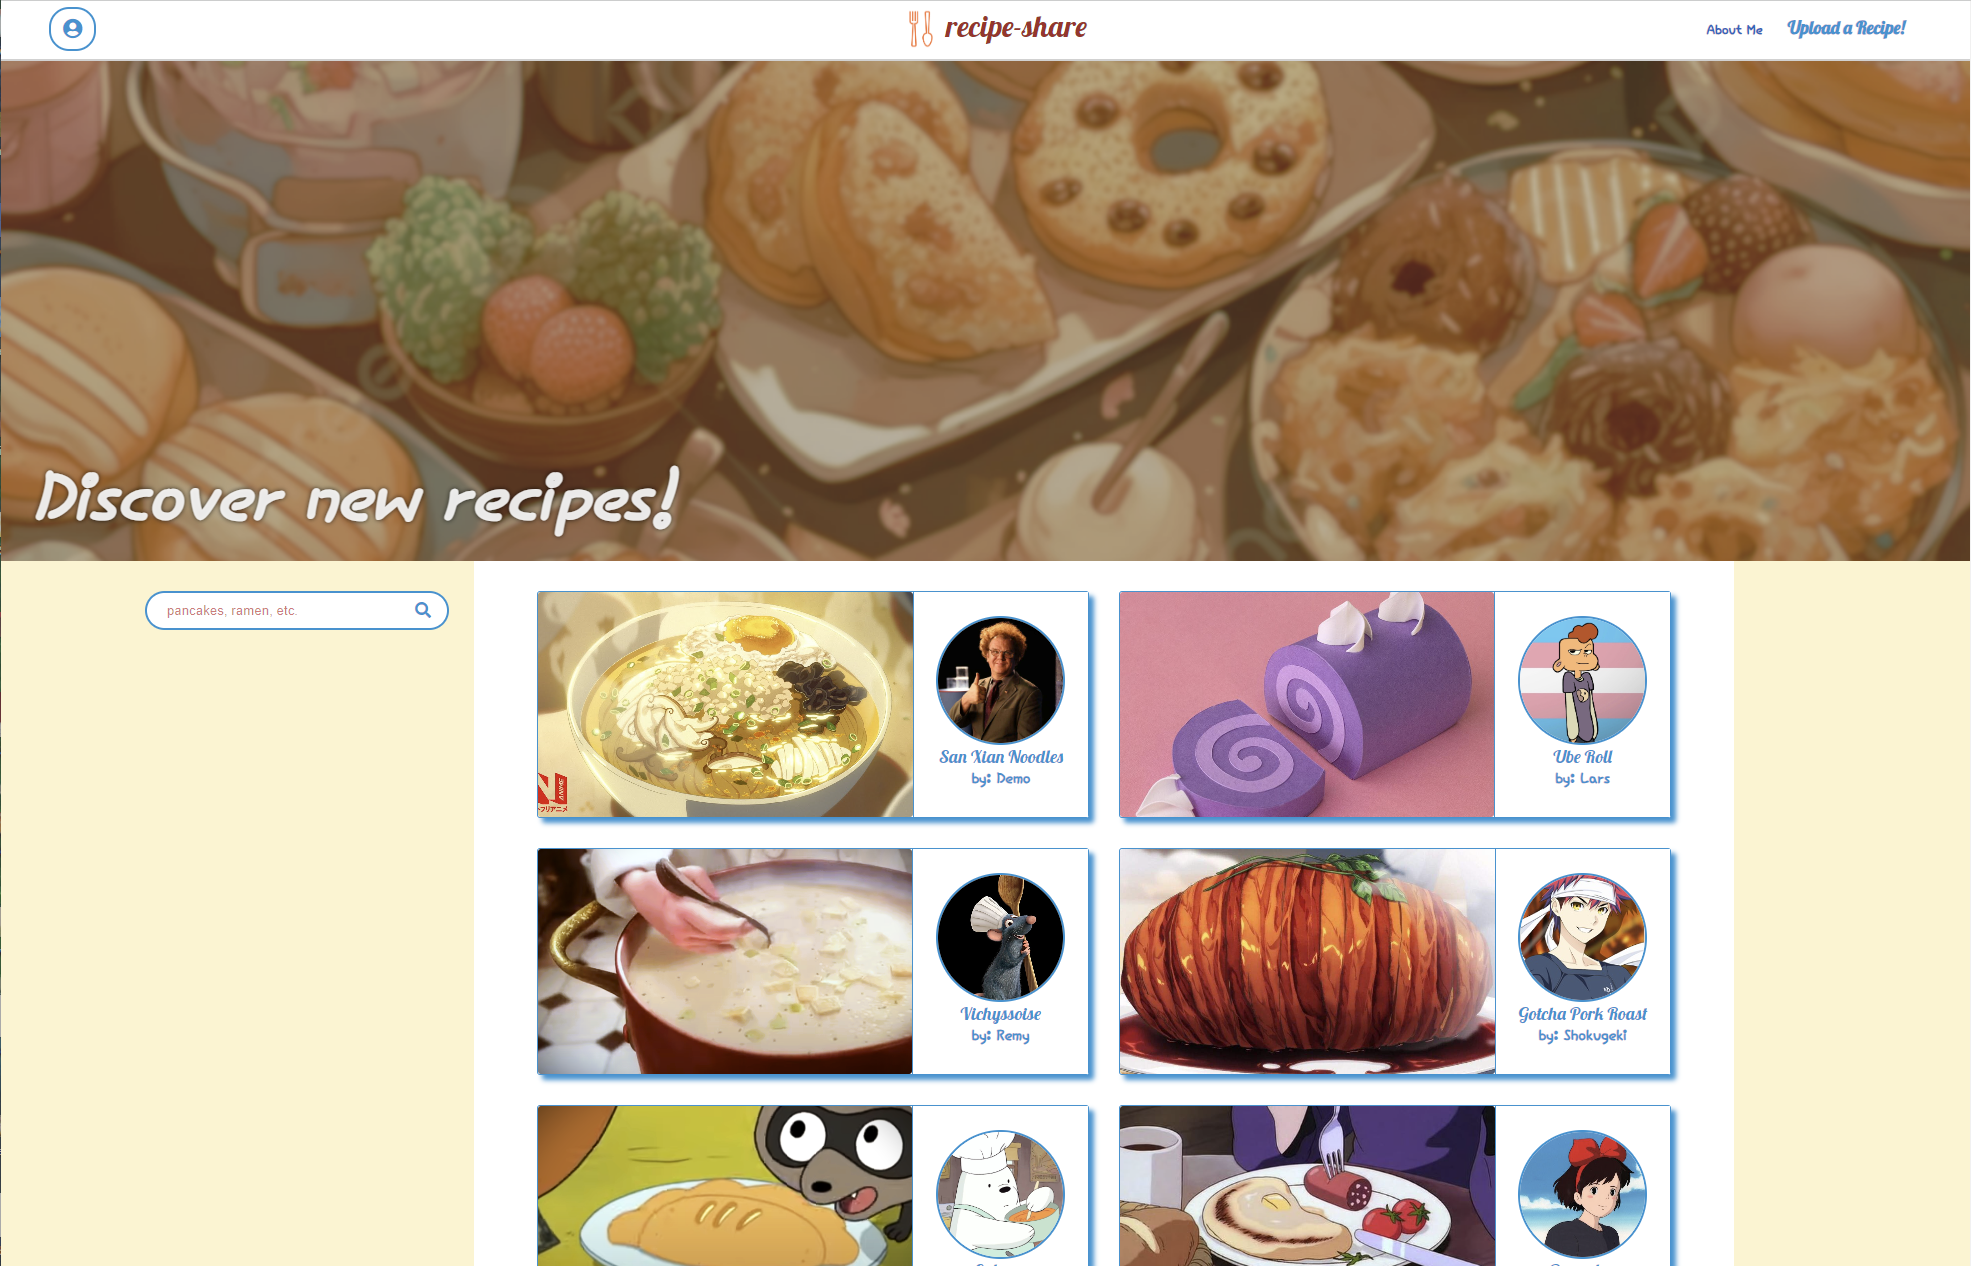 recipe-share
About Me
Upload a Recipe!
Discover new recipes!
pancakes, ramen, etc.
San Xian Noodles
by: Demo
Ube Roll
by: Lars
N
ANIME
Vichyssoise
by: Remy
Gotcha Pork Roast
by: Shokugeki